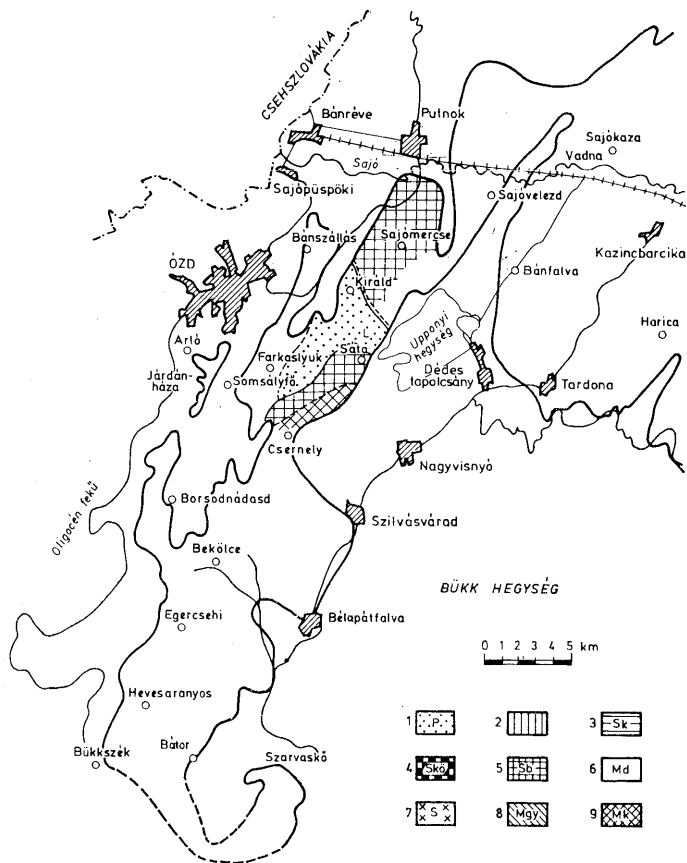 CSEHSZLOVÁKIA
Bánréve
Putnok
Sajókaza
Vadna
Sajó
Sajópüspöki
Sajóvelezd
Bánszállás
Sajómercse
Kazincbarcika
ÓZD
Bánfalva
Királd
Harica
Upponyi
hegység
Arló
Farkaslyuk
Sáta
Járdán-
háza
Somsályfő
Dédes
tapolcsány
Tardona
Csernely
Nagyvisnyó
Borsodnádasd
Szilvásvárad
Oligocén fekü
Bekölce
BÜKK HEGYSÉG
Egercsehi
Bélapátfalva
0 1 2 3 4 5 km
Hevesaranyos
1 P 2 3 Sk
Bükkszék
Bátor
Szarvaskő
4 Skö 5 Sb 6 Md
7 S 8 Mgy 9 Mk